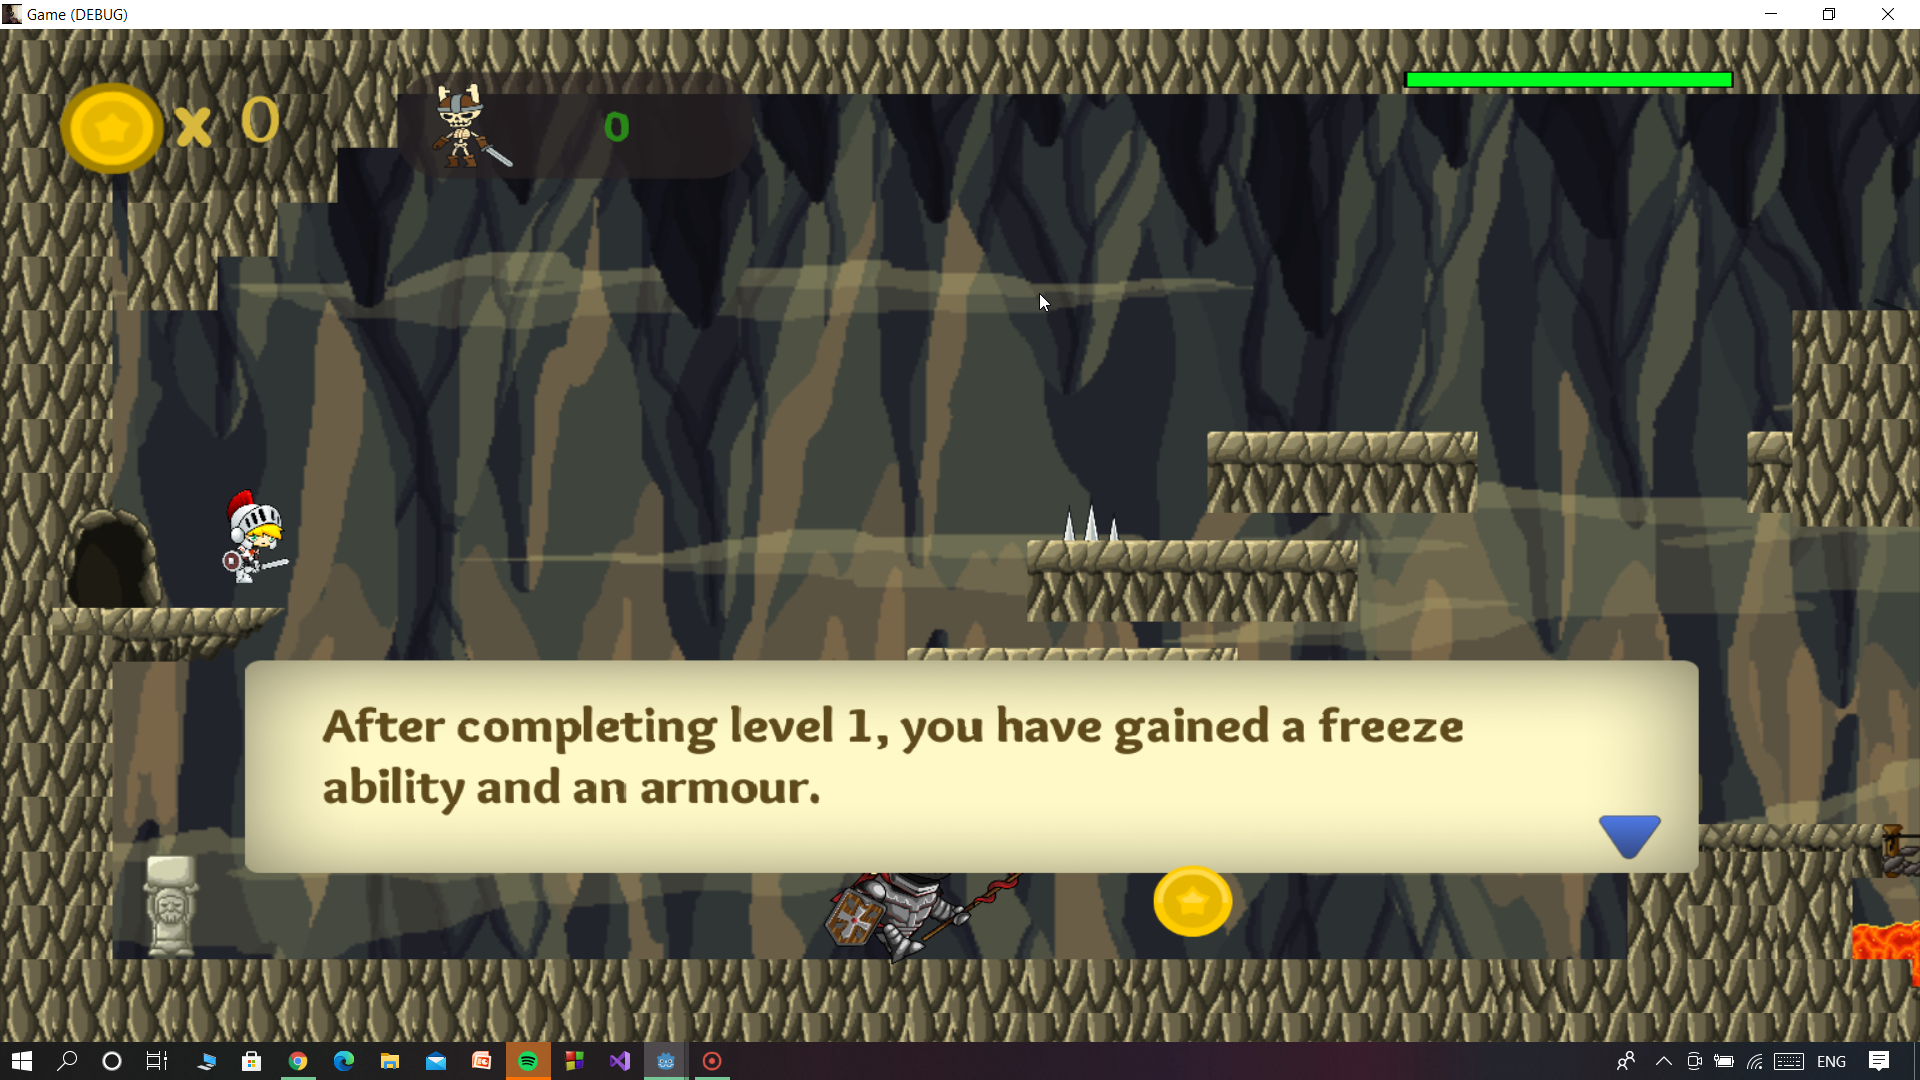 Game (DEBUG)
x 0
0
After completing level 1, you have gained a freeze
ability and an armour.
ENG